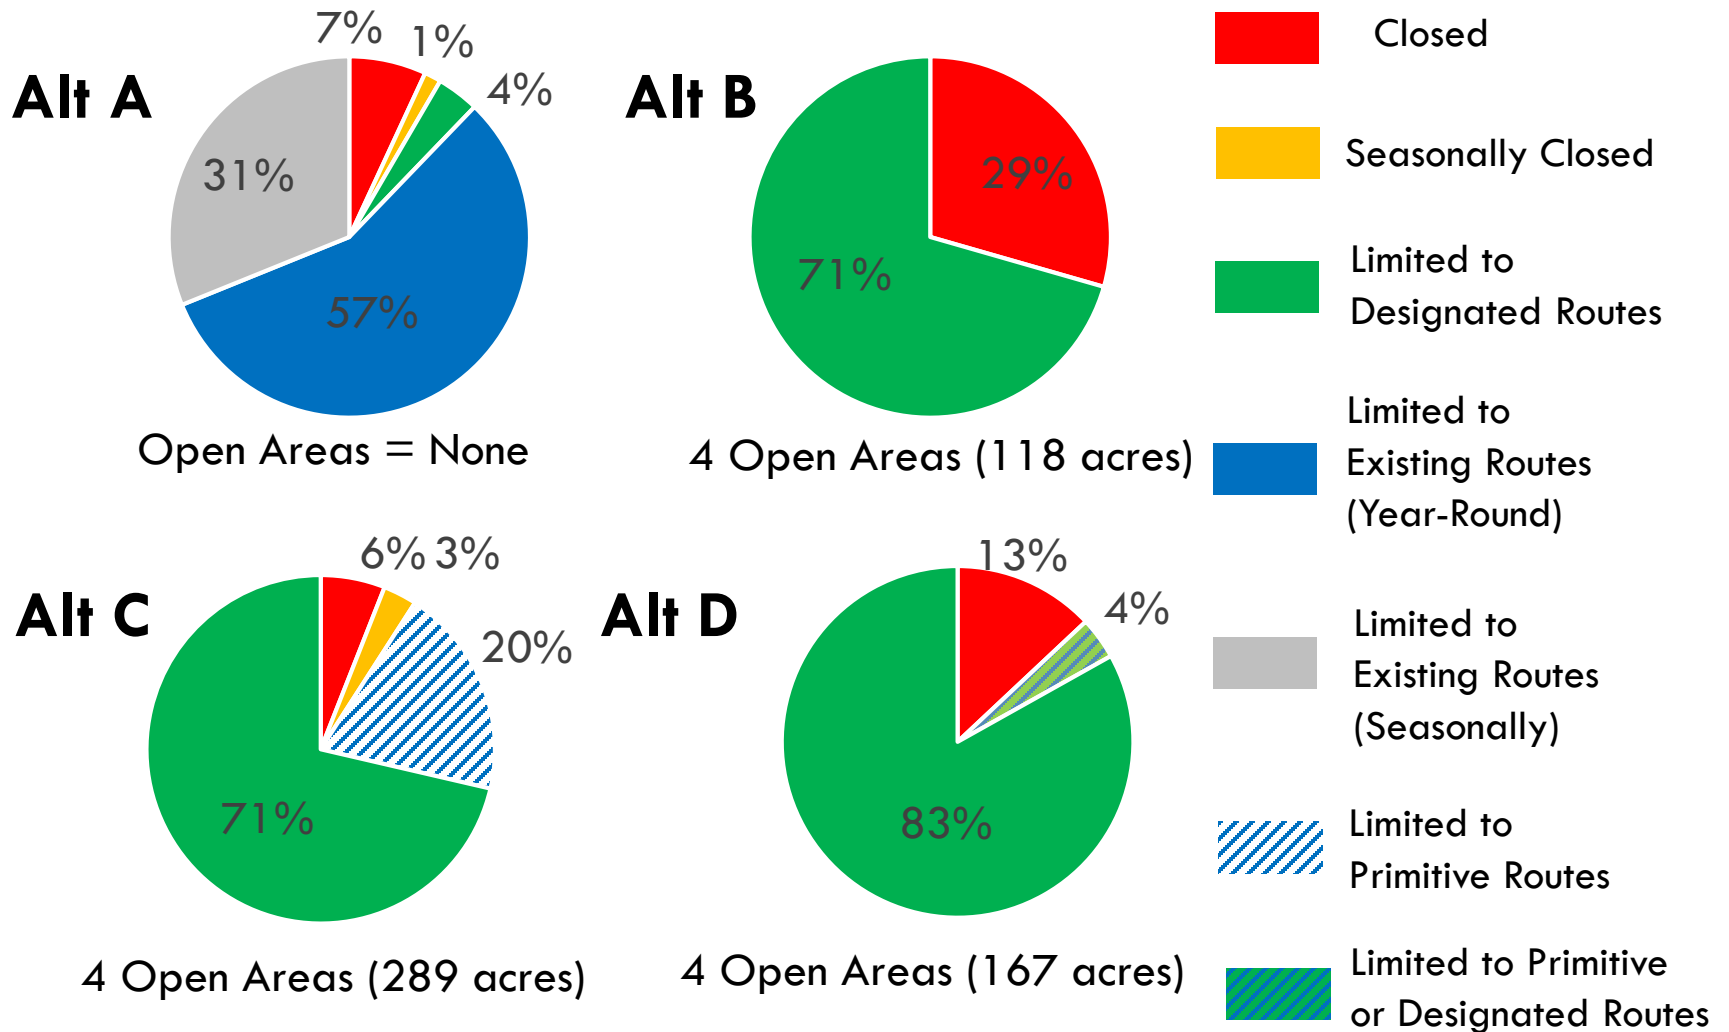 Alt A
7%
1%
4%
31%
57%
Open Areas = None
Alt B
29%
71%
4 Open Areas (118 acres)
Alt C
6%
3%
20%
71%
4 Open Areas (289 acres)
Alt D
13%
4%
83%
4 Open Areas (167 acres)
Closed
Seasonally Closed
Limited to
Designated Routes
Limited to
Existing Routes
(Year-Round)
Limited to
Existing Routes
(Seasonally)
Limited to
Primitive Routes
Limited to Primitive
or Designated Routes